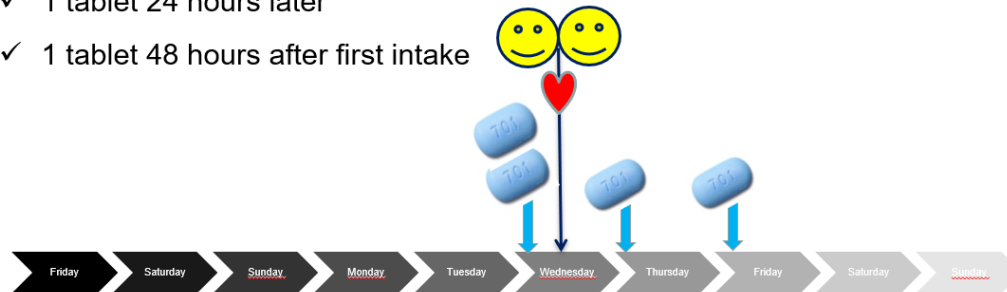 ✓ 1 tablet 24 hours later
✓ 1 tablet 48 hours after first intake
701
701
701
701
Friday
Saturday
Sunday
Monday
Tuesday
Wednesday
Thursday
Friday
Saturday
Sunday